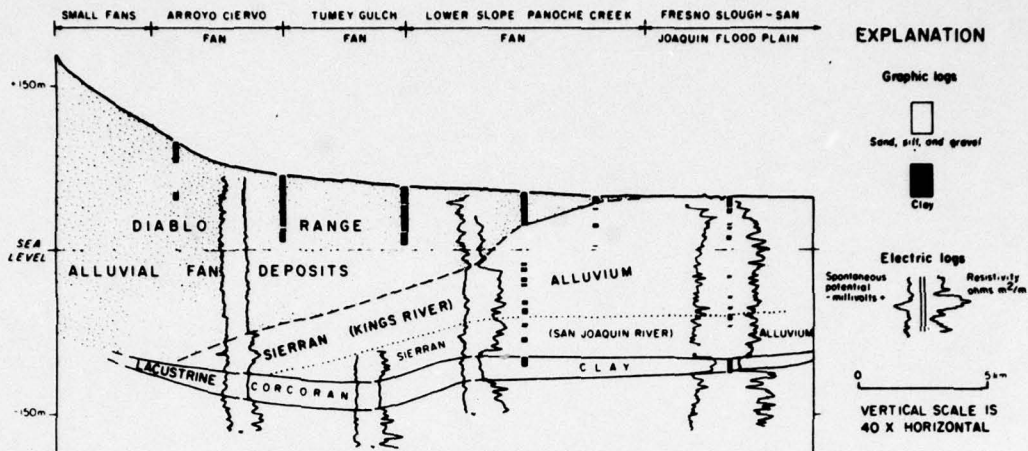 SMALL FANS
ARROYO CIERVO
FAN
TUMEY GULCH
FAN
LOWER SLOPE PANOCHE CREEK
FAN
FRESNO SLOUGH - SAN
JOAQUIN FLOOD PLAIN
+150m
SEA
LEVEL
-150m
DIABLO RANGE
ALLUVIAL FAN DEPOSITS
SIERRAN (KINGS RIVER)
ALLUVIUM
SIERRAN
(SAN JOAQUIN RIVER)
ALLUVIUM
LACUSTRINE
CORCORAN
CLAY
EXPLANATION
Graphic logs
Sand, silt, and gravel
Clay
Electric logs
Spontaneous
potential
- millivolts +
Resistivity
ohms m²/m
0
5 km
VERTICAL SCALE IS
40 X HORIZONTAL